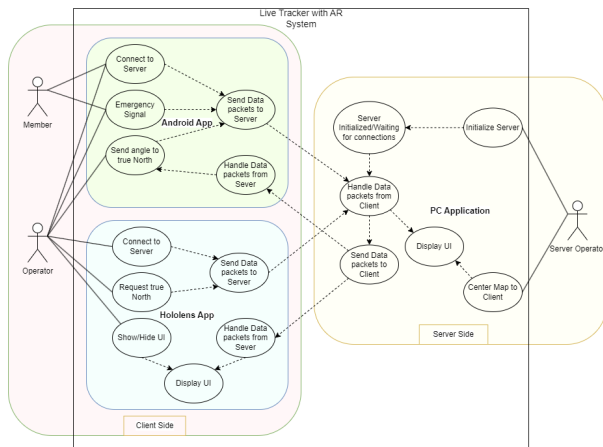 Live Tracker with AR
System
Connect to
Server
Emergency
Signal
Android App
Send Data
packets to
Server
Send angle to
true North
Handle Data
packets from
Sever
Member
Operator
Connect to
Server
Request true
North
Send Data
packets to
Server
Hololens App
Show/Hide UI
Handle Data
packets from
Sever
Display UI
Client Side
Server
Initialized/Waiting
for connections
Initialize Server
Handle Data
packets from
Client
PC Application
Display UI
Send Data
packets to
Client
Center Map to
Client
Server Side
Server Operator